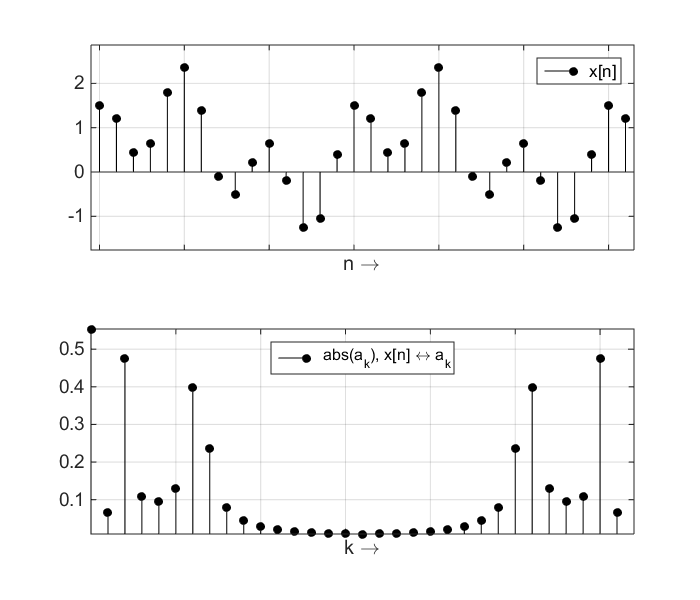 2
1
0
-1
x[n]
n →
0.5
0.4
0.3
0.2
0.1
abs(a_k), x[n] ↔ a_k
k →